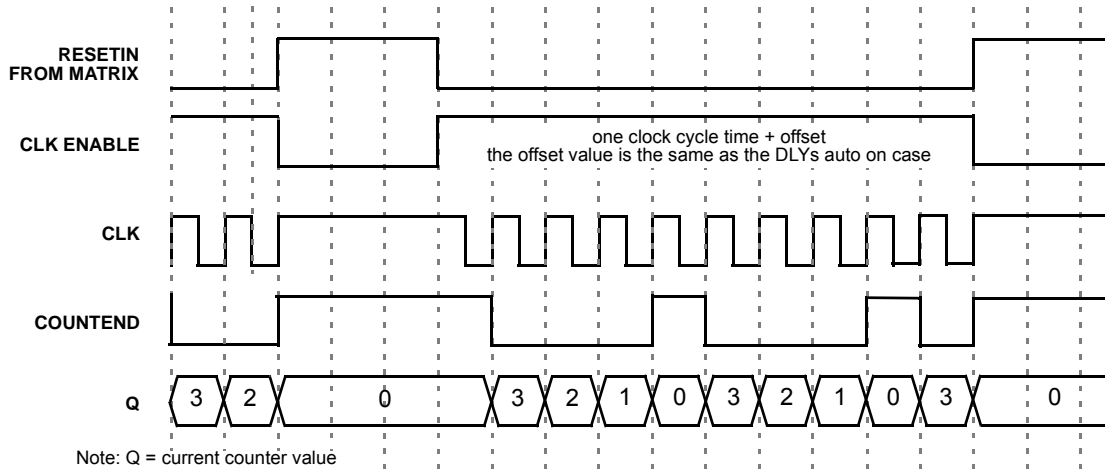 RESETIN
FROM MATRIX
CLK ENABLE
one clock cycle time + offset
the offset value is the same as the DLYs auto on case
CLK
COUNTEND
Q 3 2 0 3 2 1 0 3 2 1 0 3 0
Note: Q = current counter value